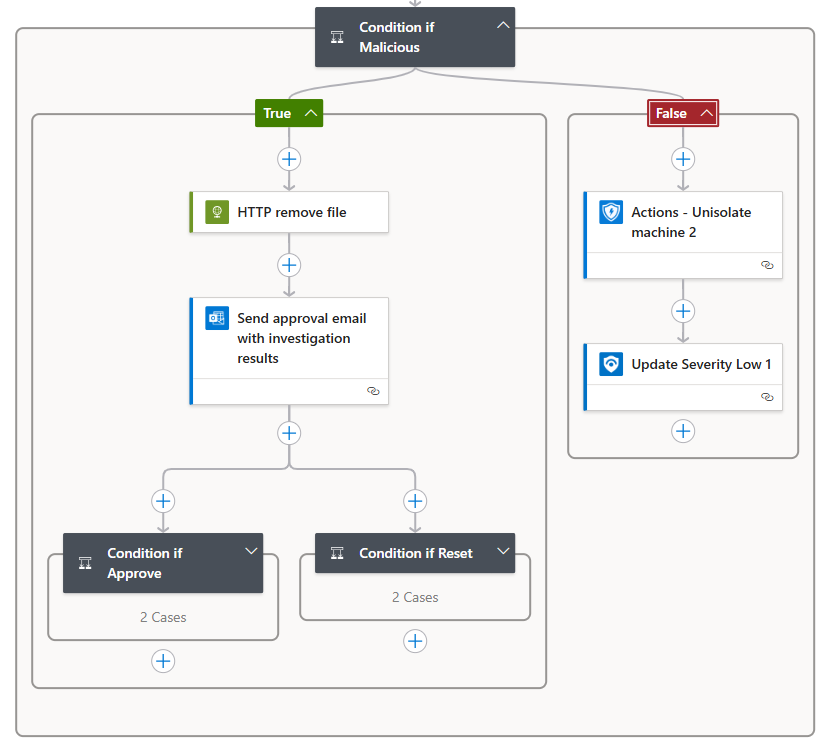 Condition if
Malicious
True
False
HTTP remove file
Actions - Unisolate
machine 2
Send approval email
with investigation
results
Update Severity Low 1
Condition if
Approve
2 Cases
Condition if Reset
2 Cases